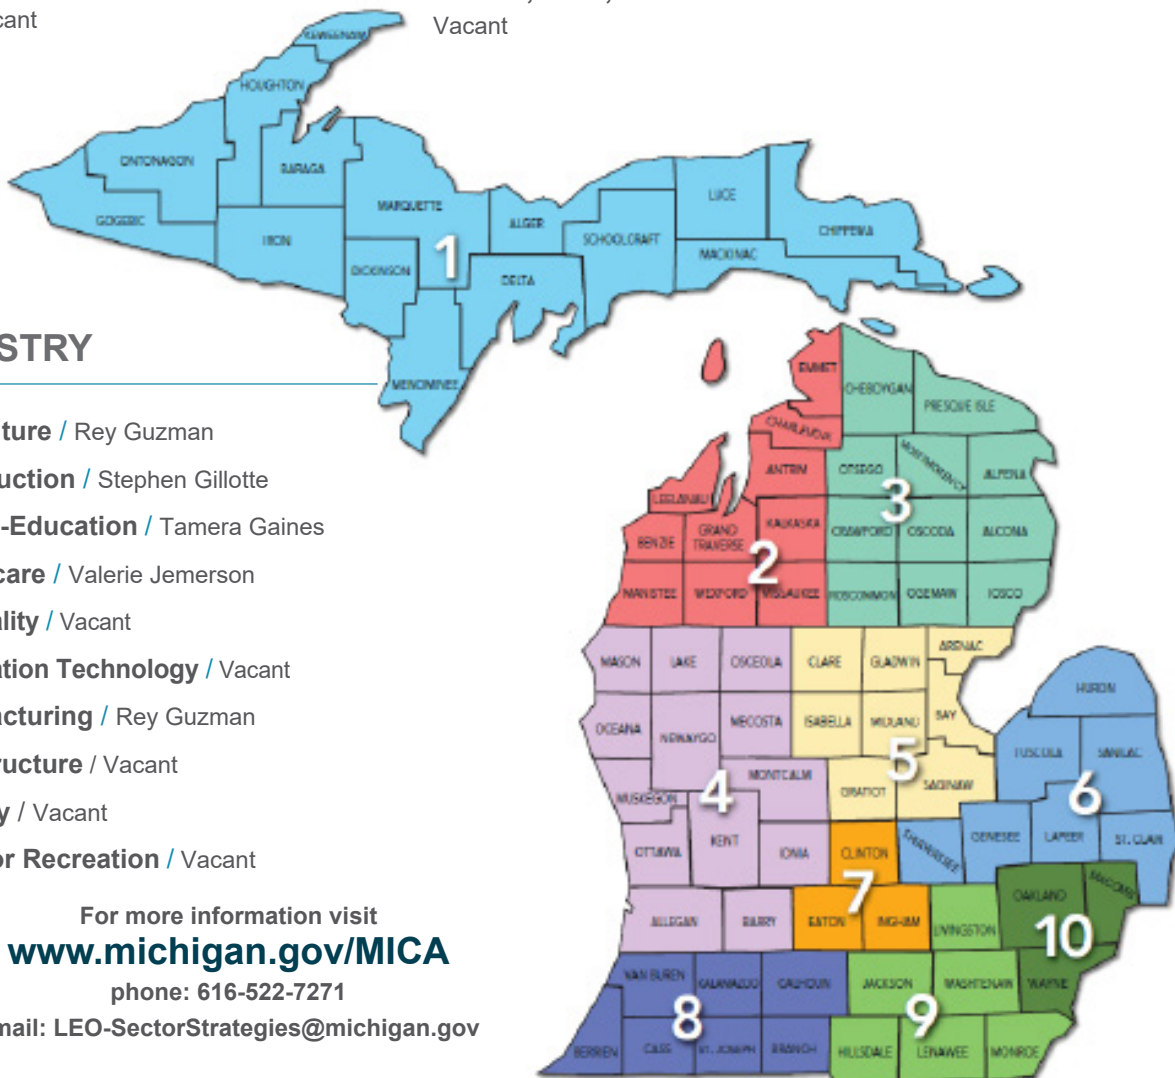 cant
Vacant
KEWEENAW
HOUGHTON
ONTONAGON
BARAGA
GOGEBIC
IRON
MARQUETTE
DICKINSON
1
ALGER
DELTA
SCHOOLCRAFT
LUCE
MACKINAC
CHIPPEWA
MENOMINEE
STRY
ture / Rey Guzman
uction / Stephen Gillotte
-Education / Tamera Gaines
care / Valerie Jemerson
ality / Vacant
ation Technology / Vacant
acturing / Rey Guzman
ructure / Vacant
y / Vacant
or Recreation / Vacant
For more information visit
www.michigan.gov/MICA
phone: 616-522-7271
mail: LEO-SectorStrategies@michigan.gov
EMMET
CHARLEVOIX
ANTRIM
LEELANAU
BENZIE
GRAND
TRAVERSE
KALKASKA
2
MANISTEE
WEXFORD
MISSAUKEE
CHEBOYGAN
PRESQUE ISLE
OTSEGO
MONTMORENCY
ALPENA
3
CRAWFORD
OSCODA
ALCONA
ROSCOMMON
OGEMAW
IOSCO
MASON
LAKE
OSCEOLA
OCEANA
NEWAYGO
MECOSTA
MONTCALM
MUSKEGON
4
KENT
OTTAWA
IONIA
ALLEGAN
BARRY
CLARE
GLADWIN
ARENAC
ISABELLA
MIDLAND
BAY
5
GRATIOT
SAGINAW
HURON
TUSCOLA
SANILAC
6
SHIAWASSEE
GENESEE
LAPEER
ST. CLAIR
CLINTON
7
EATON
INGHAM
VAN BUREN
KALAMAZOO
CALHOUN
8
BERRIEN
CASS
ST. JOSEPH
BRANCH
LIVINGSTON
JACKSON
WASHTENAW
9
HILLSDALE
LENAWEE
MONROE
OAKLAND
MACOMB
10
WAYNE